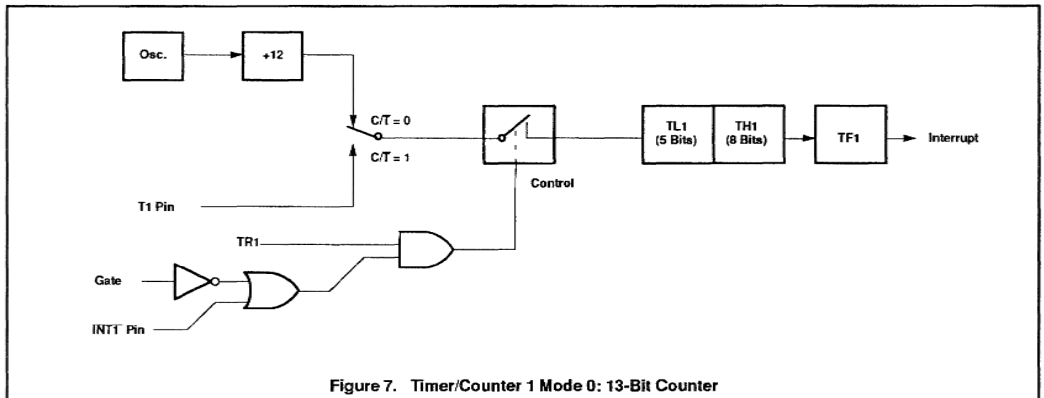 Osc.
+12
C/T̅ = 0
C/T̅ = 1
T1 Pin
TR1
Gate
I̅N̅T̅1̅ Pin
Control
TL1
(5 Bits)
TH1
(8 Bits)
TF1
Interrupt
Figure 7. Timer/Counter 1 Mode 0: 13-Bit Counter